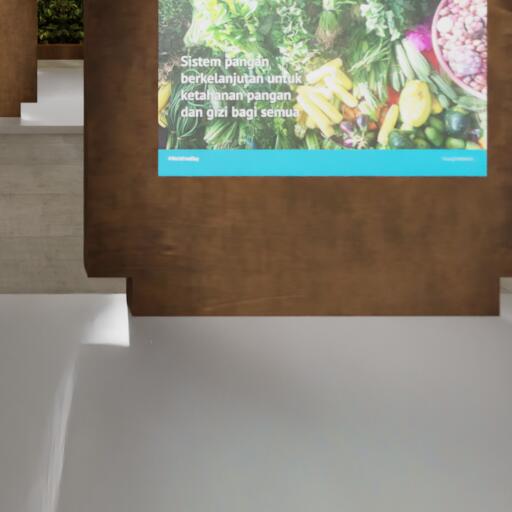 Sistem pangan
berkelanjutan untuk
ketahanan pangan
dan gizi bagi semua